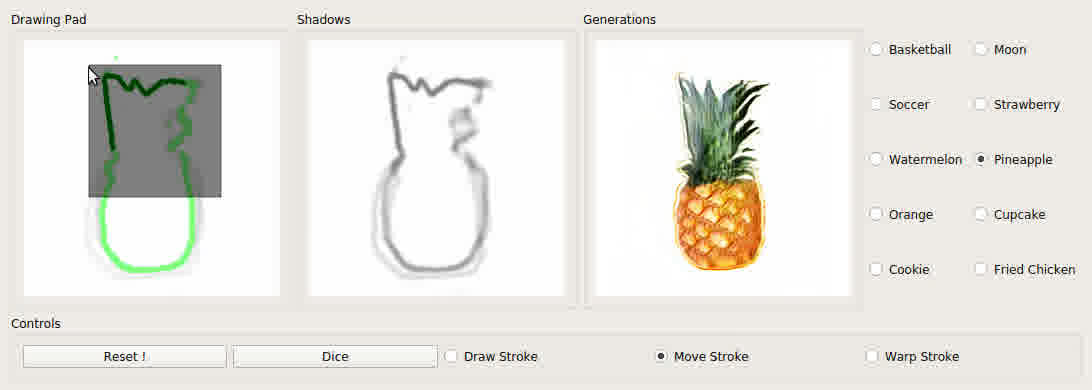 Drawing Pad
Shadows
Generations
Basketball
Moon
Soccer
Strawberry
Watermelon
Pineapple
Orange
Cupcake
Cookie
Fried Chicken
Controls
Reset !
Dice
Draw Stroke
Move Stroke
Warp Stroke